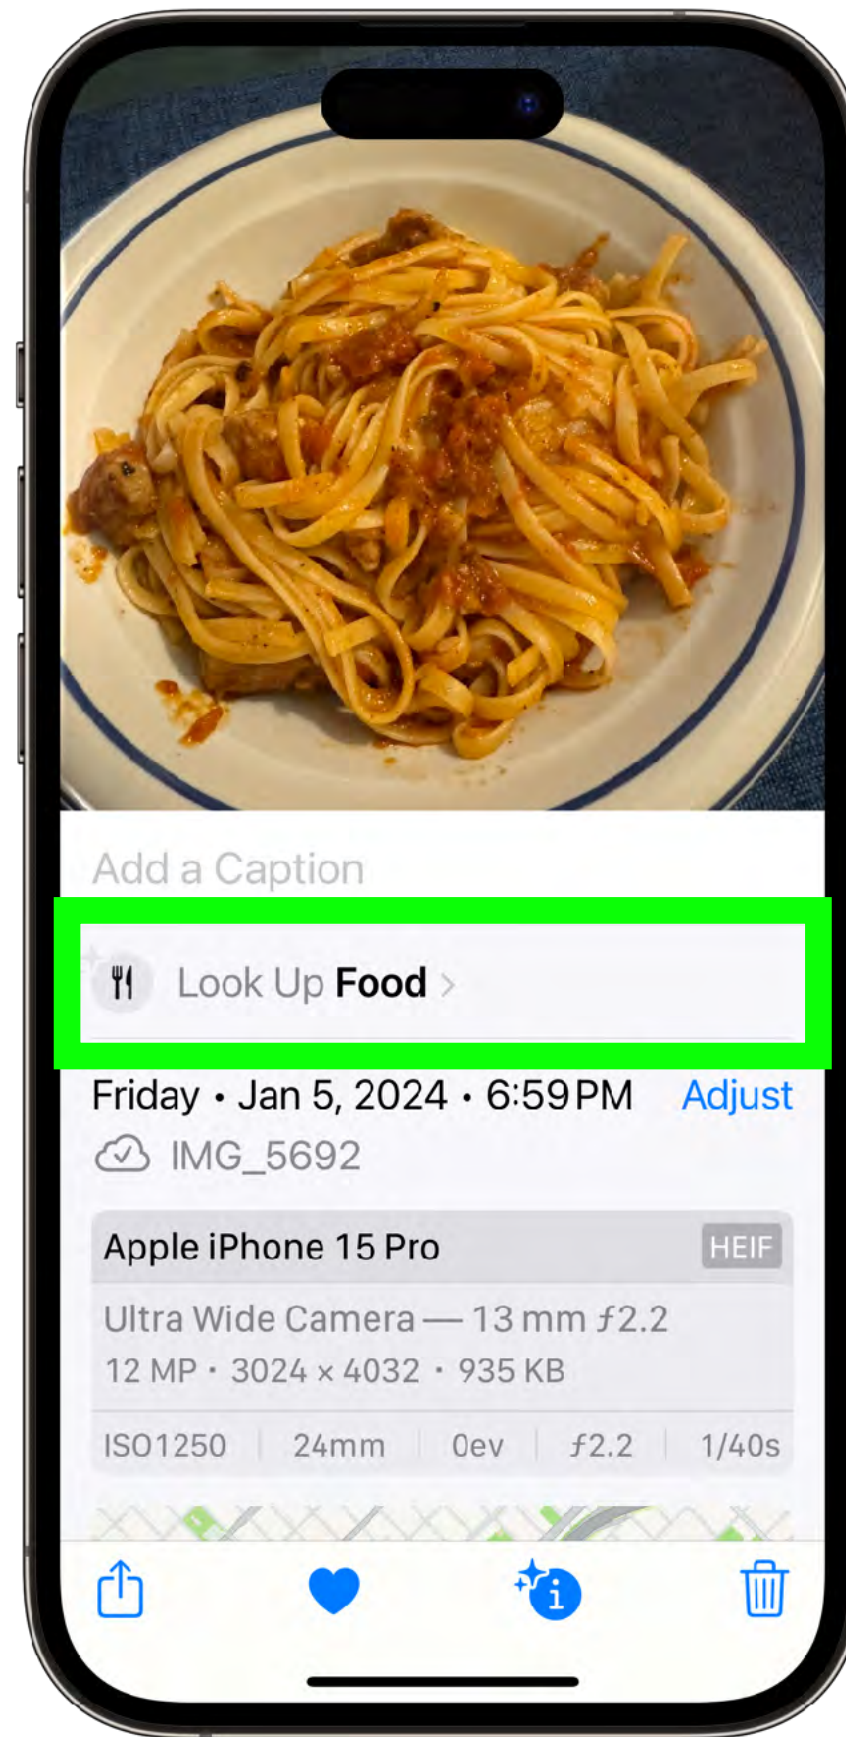 Add a Caption
Look Up Food >
Friday • Jan 5, 2024 • 6:59 PM Adjust
IMG_5692
Apple iPhone 15 Pro HEIF
Ultra Wide Camera — 13 mm ƒ2.2
12 MP • 3024 × 4032 • 935 KB
ISO1250 | 24mm | 0ev | ƒ2.2 | 1/40s